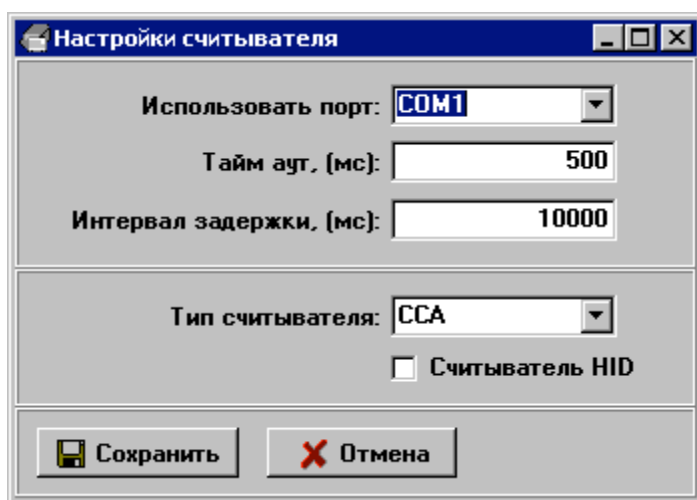 Настройки считывателя
Использовать порт: COM1
Тайм аут, (мс): 500
Интервал задержки, (мс): 10000
Тип считывателя: CCA
Считыватель HID
Сохранить Отмена